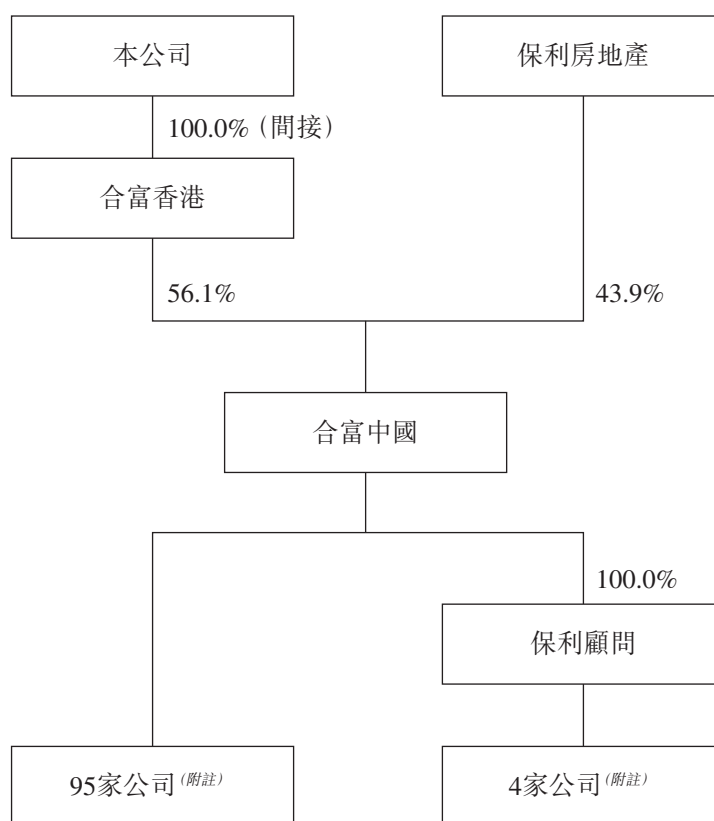 本公司
保利房地產
100.0%（間接）
合富香港
56.1%
43.9%
合富中國
100.0%
保利顧問
95家公司(附註)
4家公司(附註)